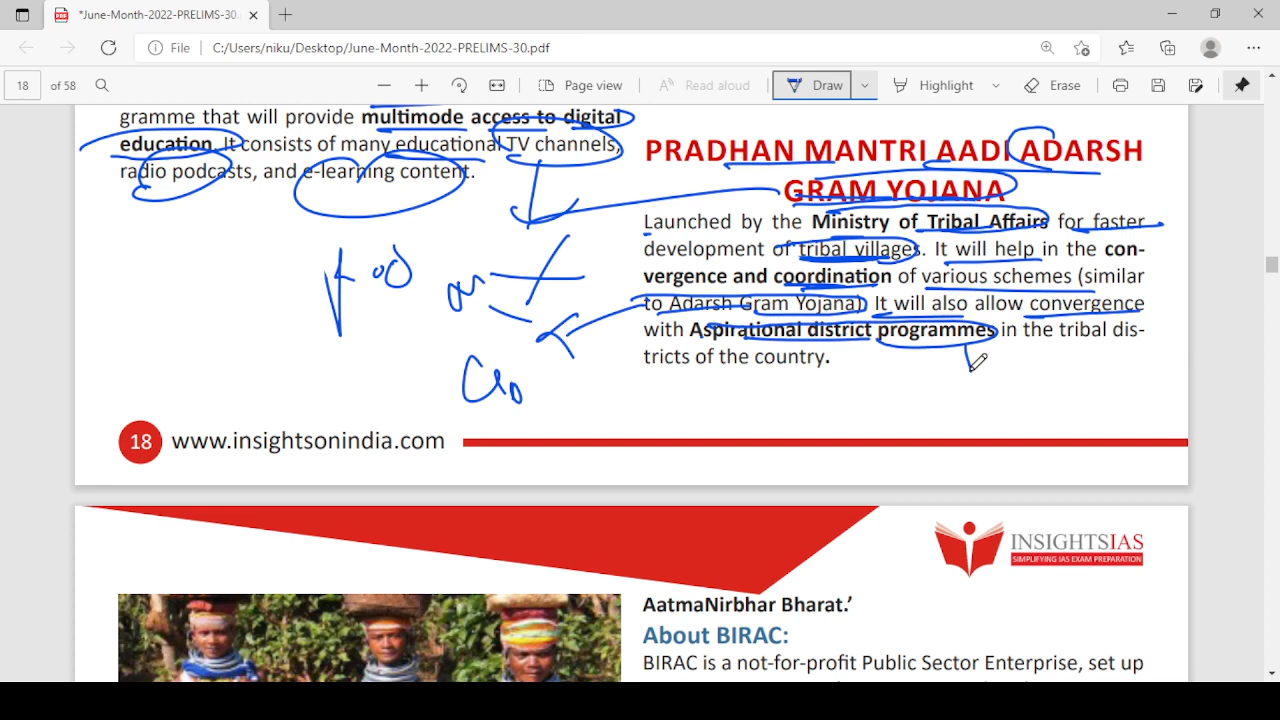 *June-Month-2022-PRELIMS-30.p
File
C:/Users/niku/Desktop/June-Month-2022-PRELIMS-30.pdf
18 of 58
Page view
Read aloud
Draw
Highlight
Erase
gramme that will provide multimode access to digital
education. It consists of many educational TV channels,
radio podcasts, and e-learning content.
PRADHAN MANTRI AADI ADARSH
GRAM YOJANA
Launched by the Ministry of Tribal Affairs for faster
development of tribal villages. It will help in the con-
vergence and coordination of various schemes (similar
to Adarsh Gram Yojana). It will also allow convergence
with Aspirational district programmes in the tribal dis-
tricts of the country.
18 www.insightsonindia.com
INSIGHTSIAS
SIMPLIFYING IAS EXAM PREPARATION
AatmaNirbhar Bharat.’
About BIRAC:
BIRAC is a not-for-profit Public Sector Enterprise, set up